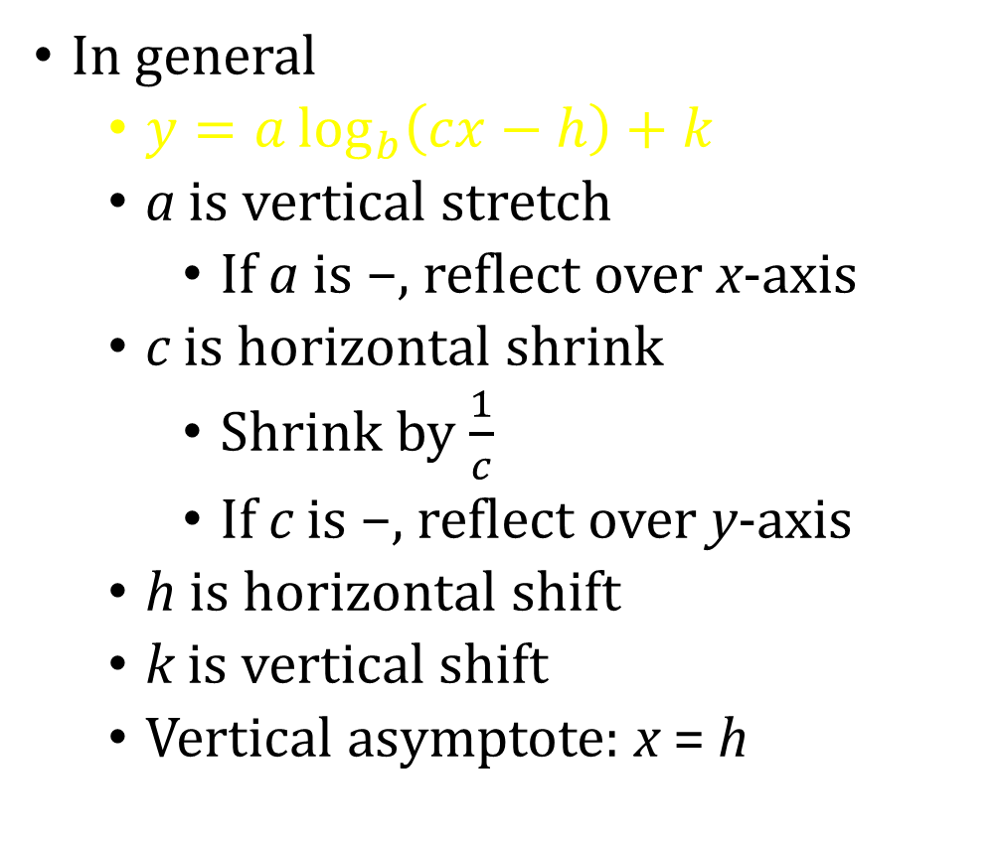 • In general
• y = a log_b(cx − h) + k
• a is vertical stretch
• If a is −, reflect over x-axis
• c is horizontal shrink
• Shrink by 1/c
• If c is −, reflect over y-axis
• h is horizontal shift
• k is vertical shift
• Vertical asymptote: x = h